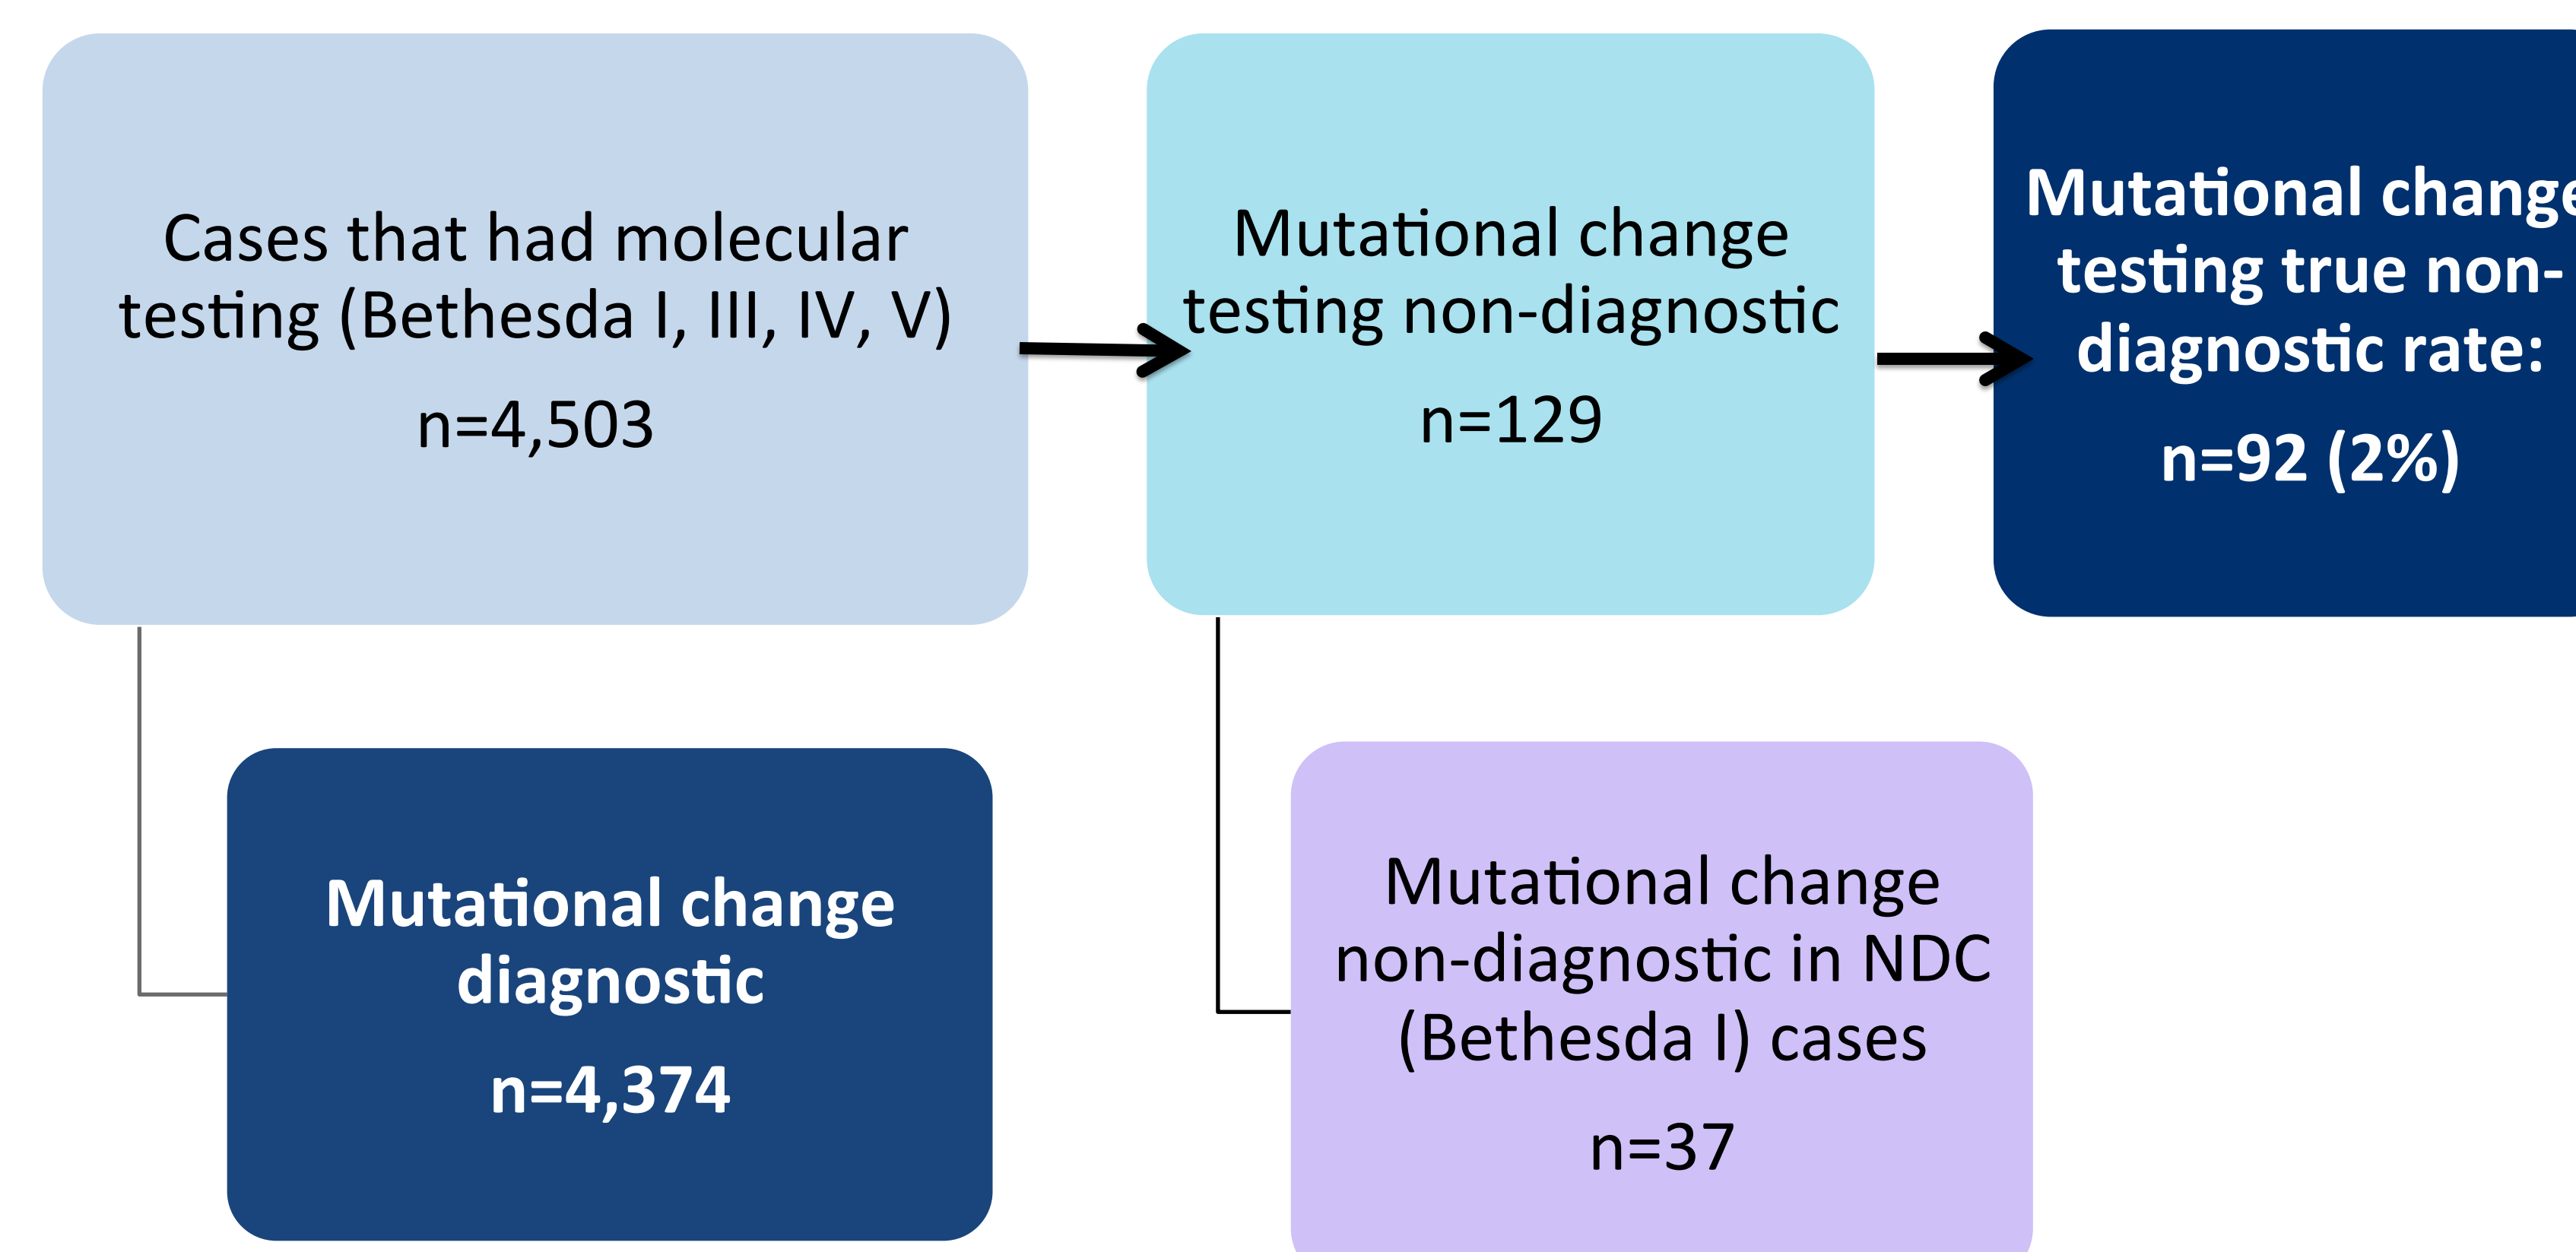 Cases that had molecular
testing (Bethesda I, III, IV, V)
n=4,503
Mutational change
testing non-diagnostic
n=129
Mutational change
testing true non-
diagnostic rate:
n=92 (2%)
Mutational change
diagnostic
n=4,374
Mutational change
non-diagnostic in NDC
(Bethesda I) cases
n=37